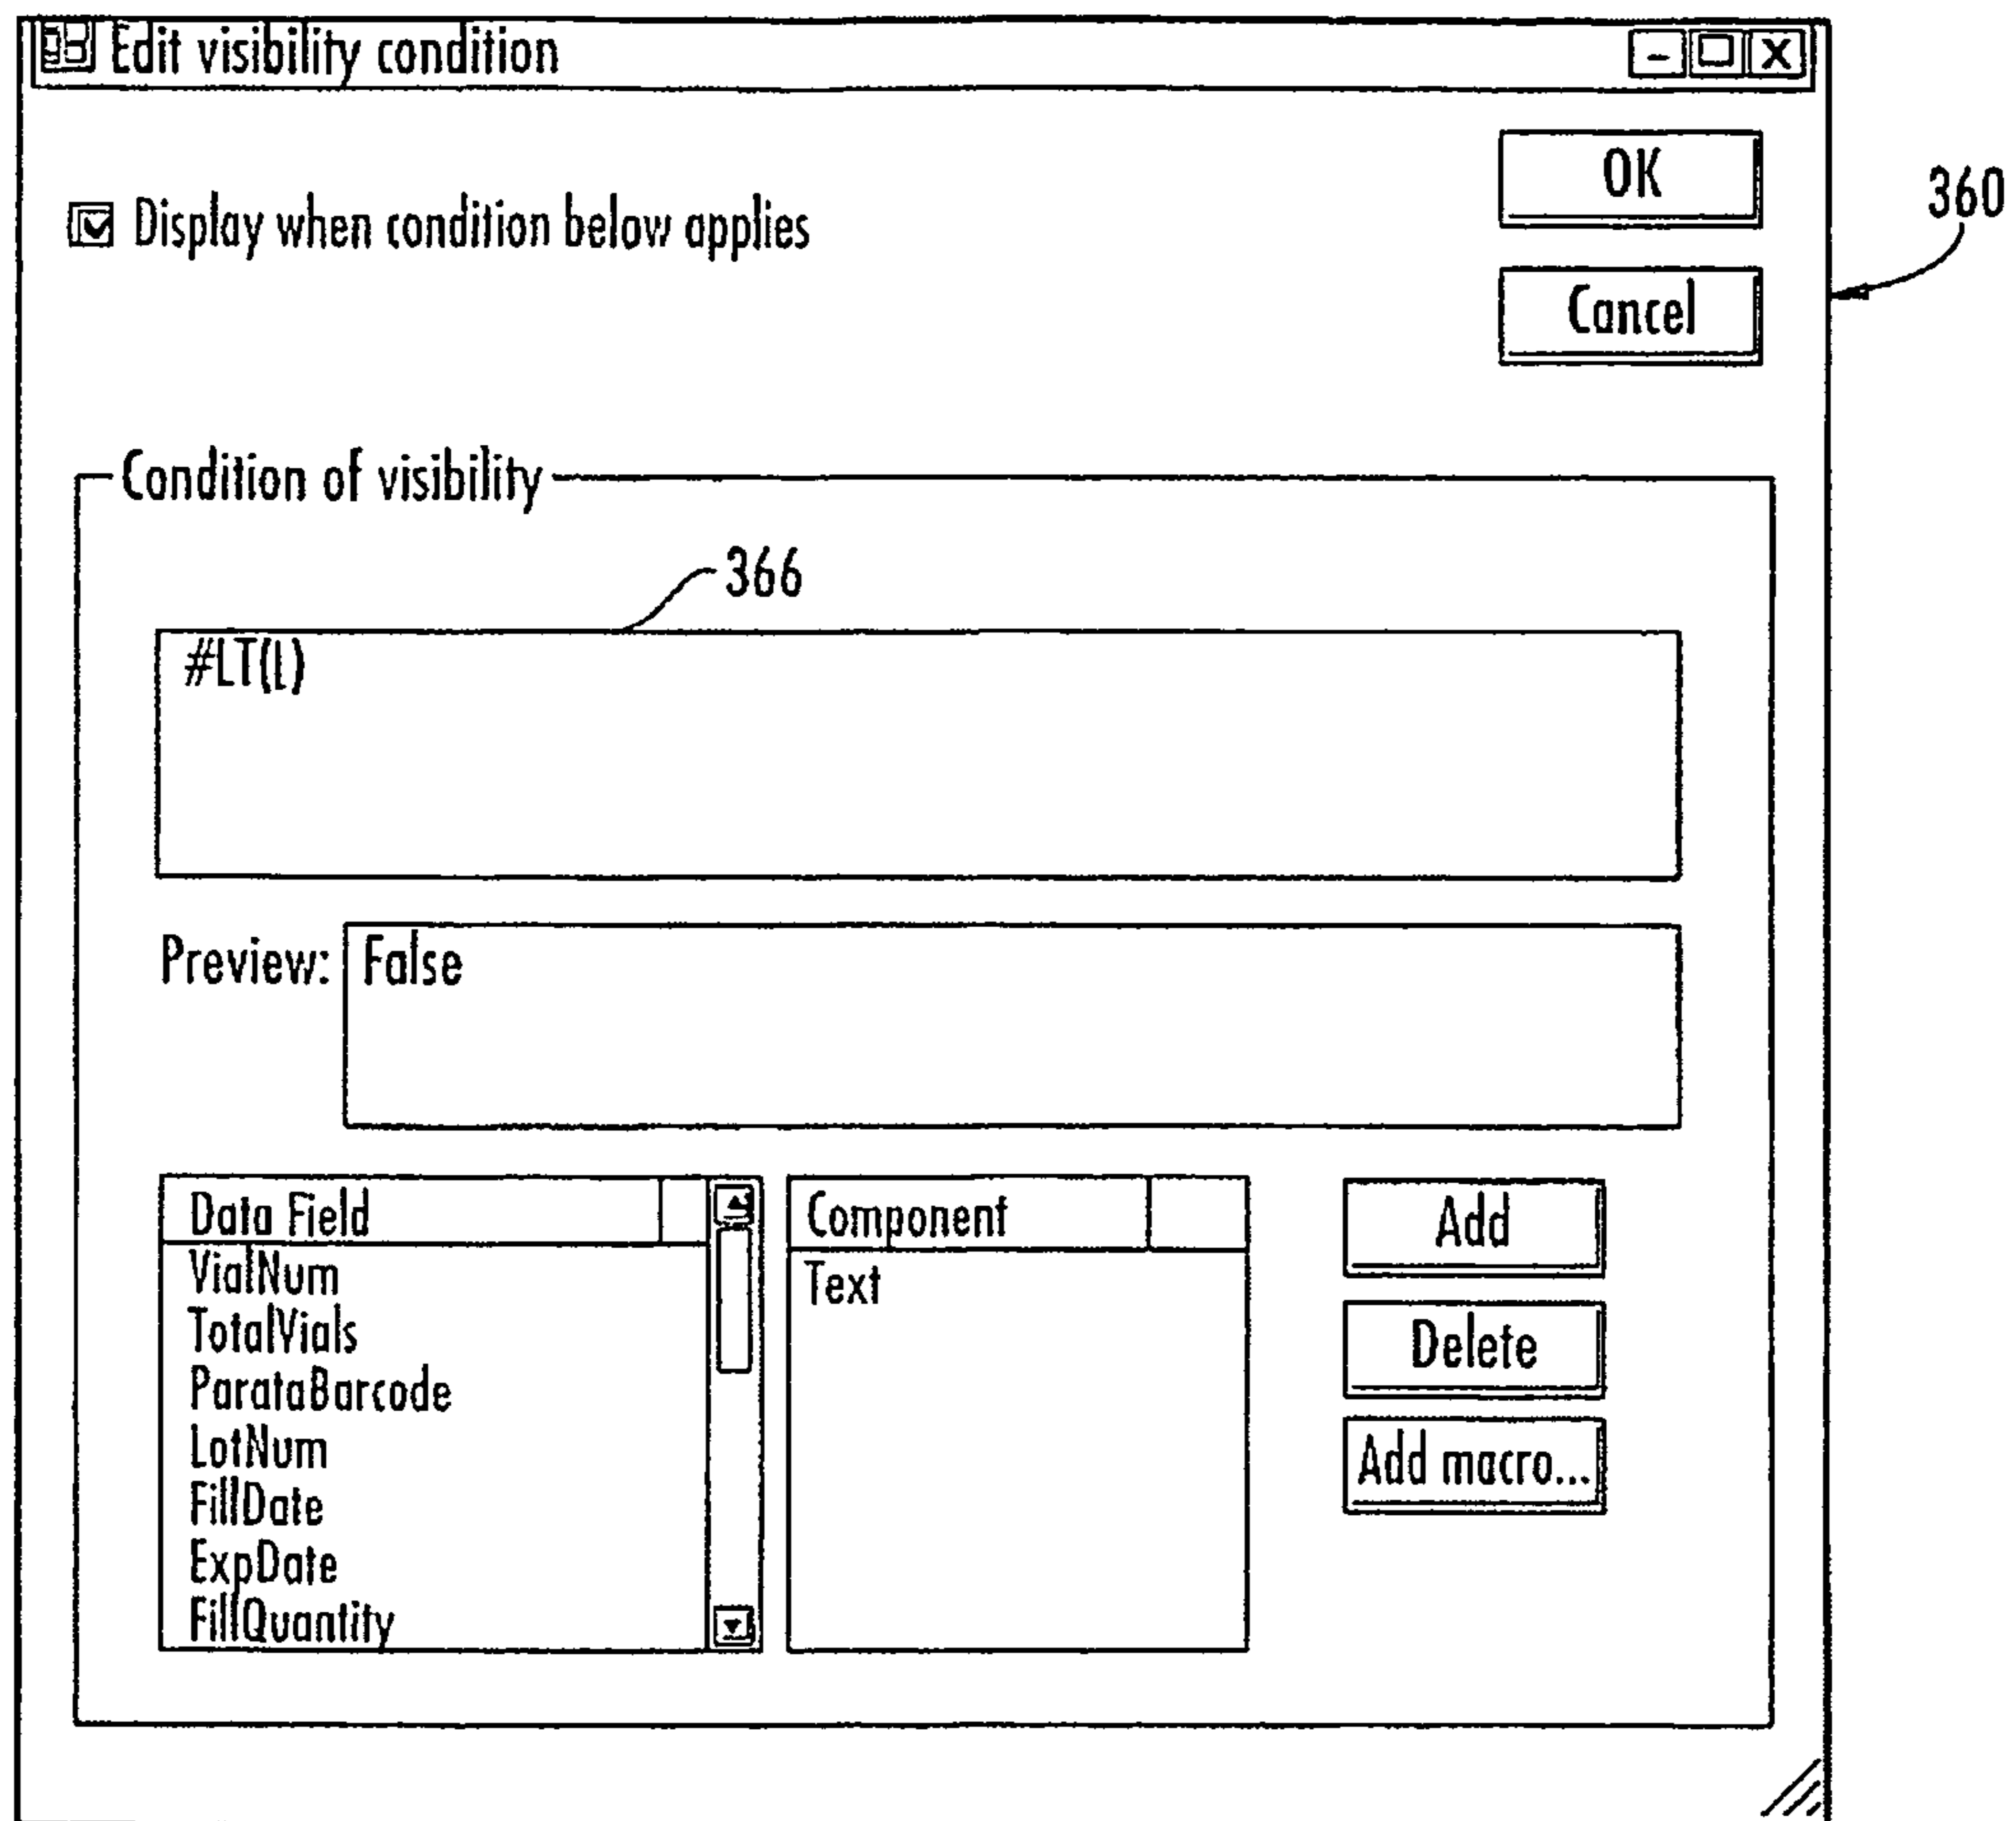 Edit visibility condition
OK
360
Display when condition below applies
Cancel
Condition of visibility
366
#LT(l)
Preview: False
Data Field
Component
Add
VialNum
Text
TotalVials
Delete
ParataBarcode
LotNum
Add macro...
FillDate
ExpDate
FillQuantity